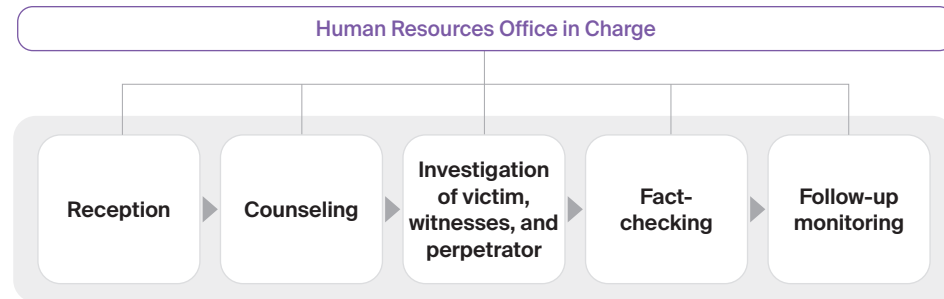 Human Resources Office in Charge
Reception
Counseling
Investigation
of victim,
witnesses, and
perpetrator
Fact-
checking
Follow-up
monitoring